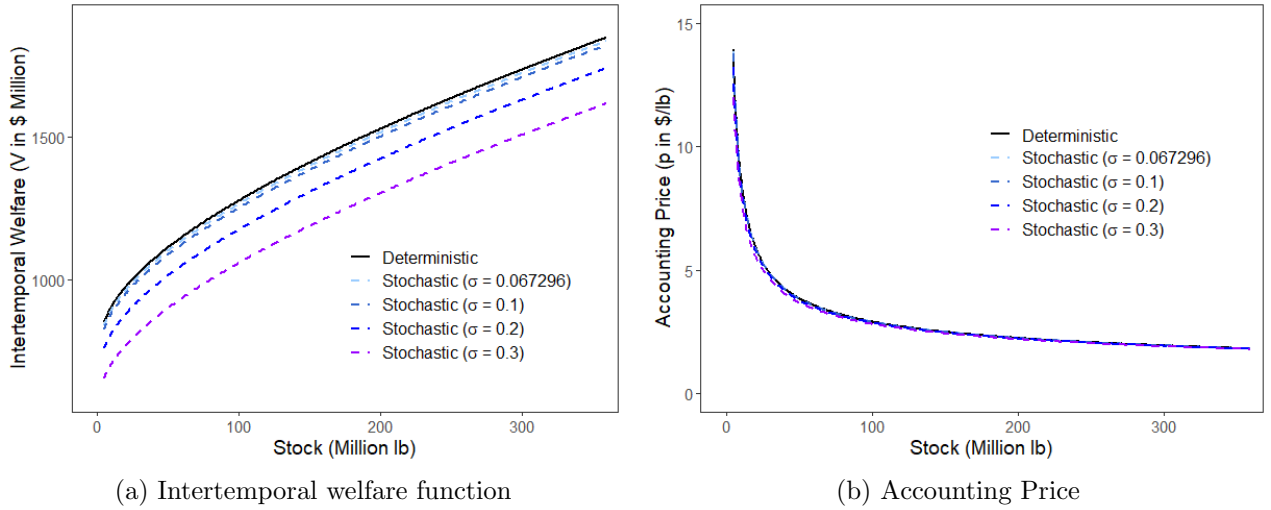 Intertemporal Welfare (V in $ Million)
1500
1000
0
100
200
300
Stock (Million lb)
Deterministic
Stochastic (σ = 0.067296)
Stochastic (σ = 0.1)
Stochastic (σ = 0.2)
Stochastic (σ = 0.3)
(a) Intertemporal welfare function
Accounting Price (p in $/lb)
15
10
5
0
0
100
200
300
Stock (Million lb)
Deterministic
Stochastic (σ = 0.067296)
Stochastic (σ = 0.1)
Stochastic (σ = 0.2)
Stochastic (σ = 0.3)
(b) Accounting Price